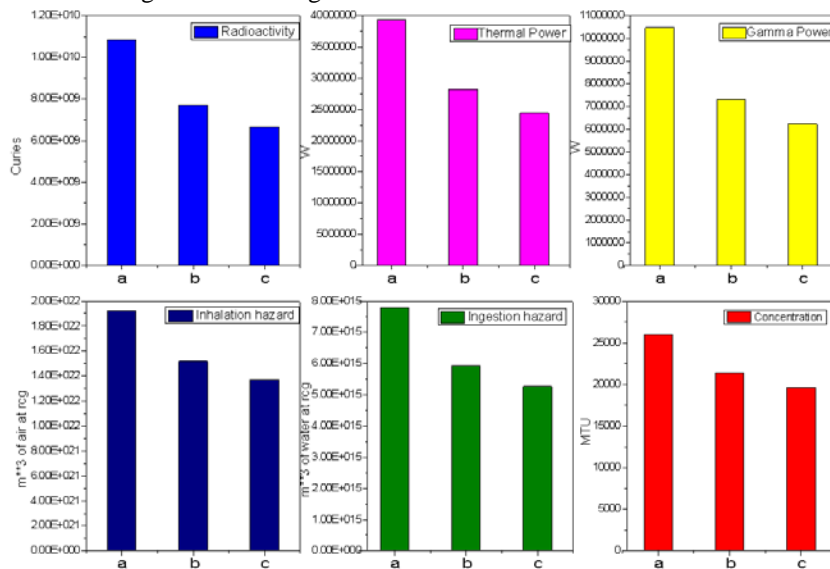 1.20E+010
1.00E+010
8.00E+009
6.00E+009
4.00E+009
2.00E+009
0.00E+000
Curies
Radioactivity
a b c
40000000
35000000
30000000
25000000
20000000
15000000
10000000
5000000
0
W
Thermal Power
a b c
11000000
10000000
9000000
8000000
7000000
6000000
5000000
4000000
3000000
2000000
1000000
0
W
Gamma Power
a b c
2.00E+022
1.80E+022
1.60E+022
1.40E+022
1.20E+022
1.00E+022
8.00E+021
6.00E+021
4.00E+021
2.00E+021
0.00E+000
m**3 of air at rcg
Inhalation hazard
a b c
8.00E+015
7.00E+015
6.00E+015
5.00E+015
4.00E+015
3.00E+015
2.00E+015
1.00E+015
0.00E+000
m**3 of water at rcg
Ingestion hazard
a b c
30000
25000
20000
15000
10000
5000
0
MTU
Concentration
a b c